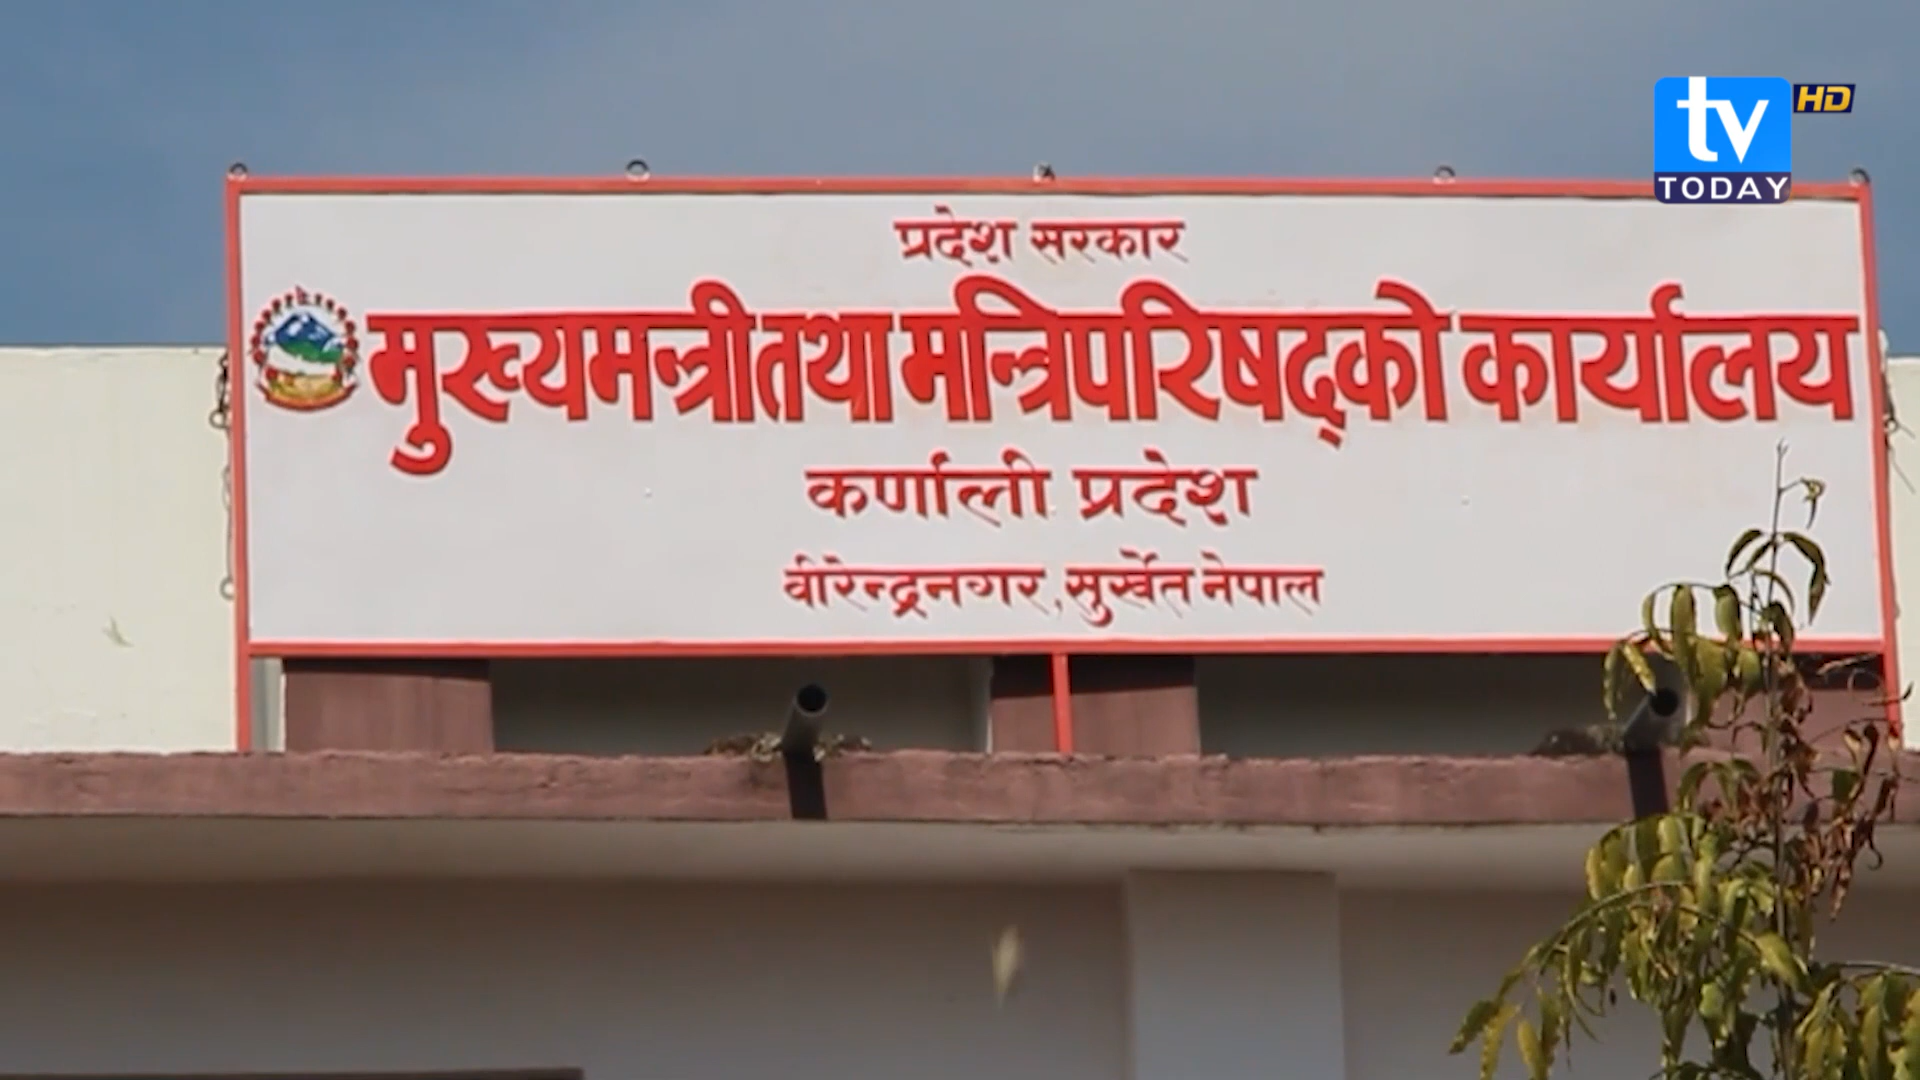 tv HD
TODAY
प्रदेश सरकार
मुख्यमन्त्री तथा मन्त्रिपरिषद्को कार्यालय
कर्णाली प्रदेश
वीरेन्द्रनगर, सुर्खेत नेपाल